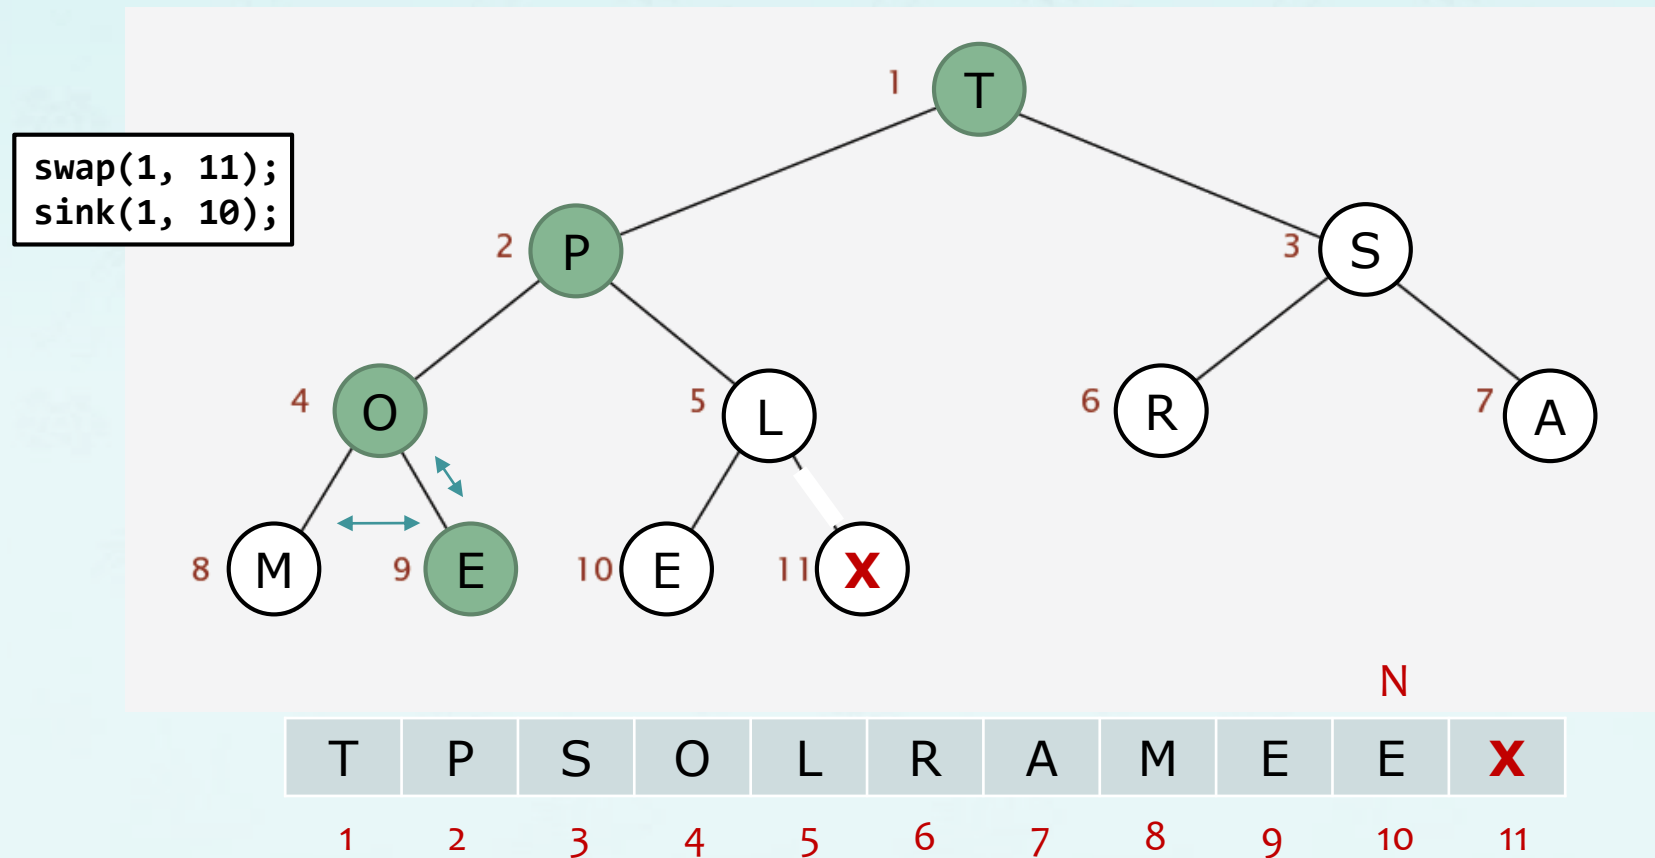 1 T
swap(1, 11);
sink(1, 10);
2 P 3 S
4 O 5 L 6 R 7 A
8 M 9 E 10 E 11 X
N
T P S O L R A M E E X
1 2 3 4 5 6 7 8 9 10 11